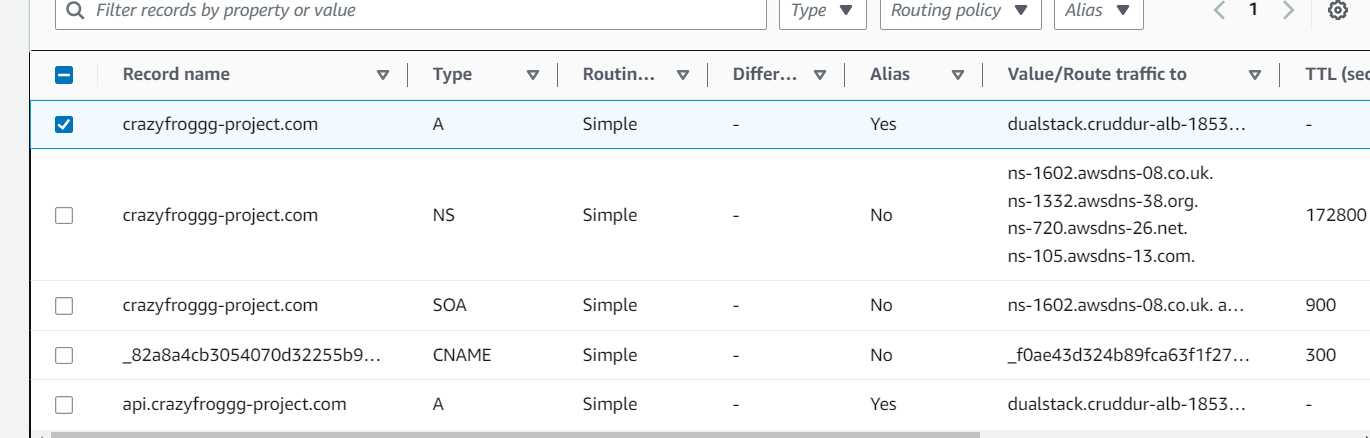 Filter records by property or value
Type
Routing policy
Alias
1
Record name
Type
Routin...
Differ...
Alias
Value/Route traffic to
TTL (sec
crazyfroggg-project.com A Simple - Yes dualstack.cruddur-alb-1853... -
ns-1602.awsdns-08.co.uk.
ns-1332.awsdns-38.org.
crazyfroggg-project.com NS Simple - No 172800
ns-720.awsdns-26.net.
ns-105.awsdns-13.com.
crazyfroggg-project.com SOA Simple - No ns-1602.awsdns-08.co.uk. a... 900
_82a8a4cb3054070d32255b9... CNAME Simple - No _f0ae43d324b89fca63f1f27... 300
api.crazyfroggg-project.com A Simple - Yes dualstack.cruddur-alb-1853... -